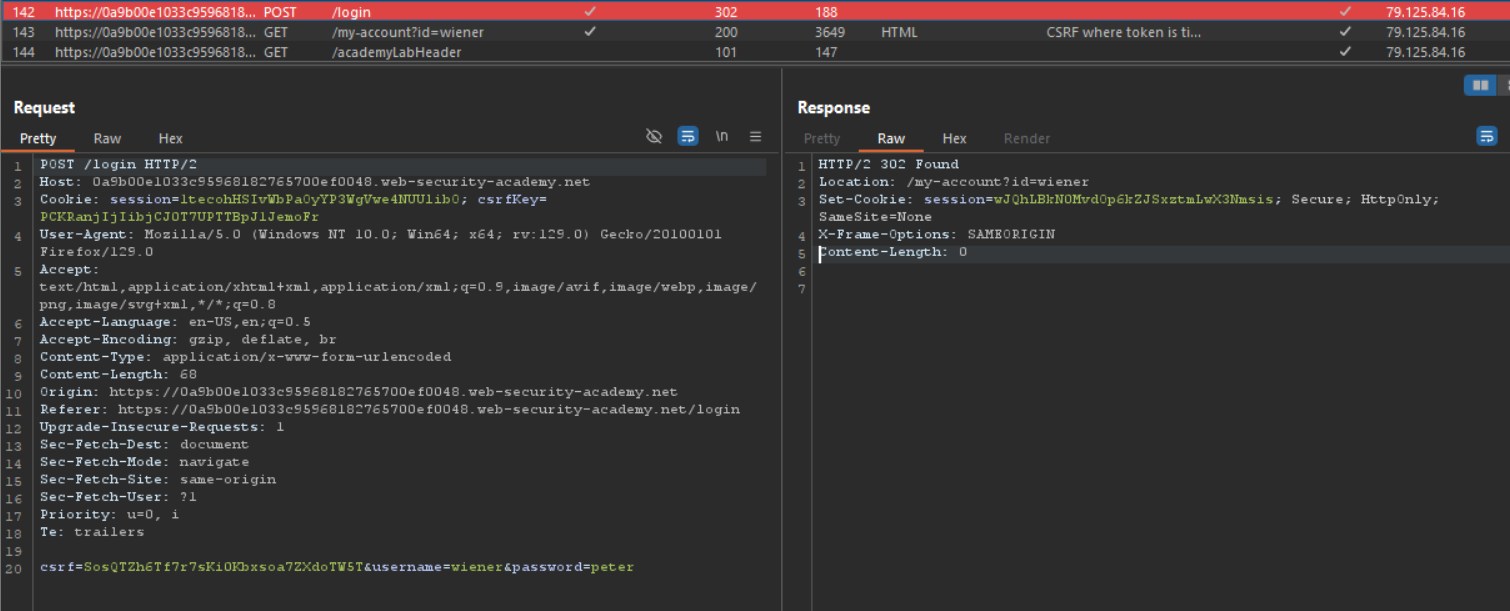 142 https://0a9b00e1033c9596818... POST /login 302 188 79.125.84.16
143 https://0a9b00e1033c9596818... GET /my-account?id=wiener 200 3649 HTML CSRF where token is ti... 79.125.84.16
144 https://0a9b00e1033c9596818... GET /academyLabHeader 101 147 79.125.84.16
Request
Pretty Raw Hex \n
1 POST /login HTTP/2
2 Host: 0a9b00e1033c95968182765700ef0048.web-security-academy.net
3 Cookie: session=ltecohHSIvWbPa0yYP3WgVwe4NUUlib0; csrfKey=
PCKRanjIjIibjCJOT7UPTTBpJlJemoFr
4 User-Agent: Mozilla/5.0 (Windows NT 10.0; Win64; x64; rv:129.0) Gecko/20100101
Firefox/129.0
5 Accept:
text/html,application/xhtml+xml,application/xml;q=0.9,image/avif,image/webp,image/
png,image/svg+xml,*/*;q=0.8
6 Accept-Language: en-US,en;q=0.5
7 Accept-Encoding: gzip, deflate, br
8 Content-Type: application/x-www-form-urlencoded
9 Content-Length: 68
10 Origin: https://0a9b00e1033c95968182765700ef0048.web-security-academy.net
11 Referer: https://0a9b00e1033c95968182765700ef0048.web-security-academy.net/login
12 Upgrade-Insecure-Requests: 1
13 Sec-Fetch-Dest: document
14 Sec-Fetch-Mode: navigate
15 Sec-Fetch-Site: same-origin
16 Sec-Fetch-User: ?1
17 Priority: u=0, i
18 Te: trailers
19
20 csrf=SosQTZh6Tf7r7sKiOKbxsoa7ZXdoTW5T&username=wiener&password=peter
Response
Pretty Raw Hex Render
1 HTTP/2 302 Found
2 Location: /my-account?id=wiener
3 Set-Cookie: session=wJQhLBkNOMvdOp6kZJSxztmLwX3Nmsis; Secure; HttpOnly;
SameSite=None
4 X-Frame-Options: SAMEORIGIN
5 Content-Length: 0
6
7